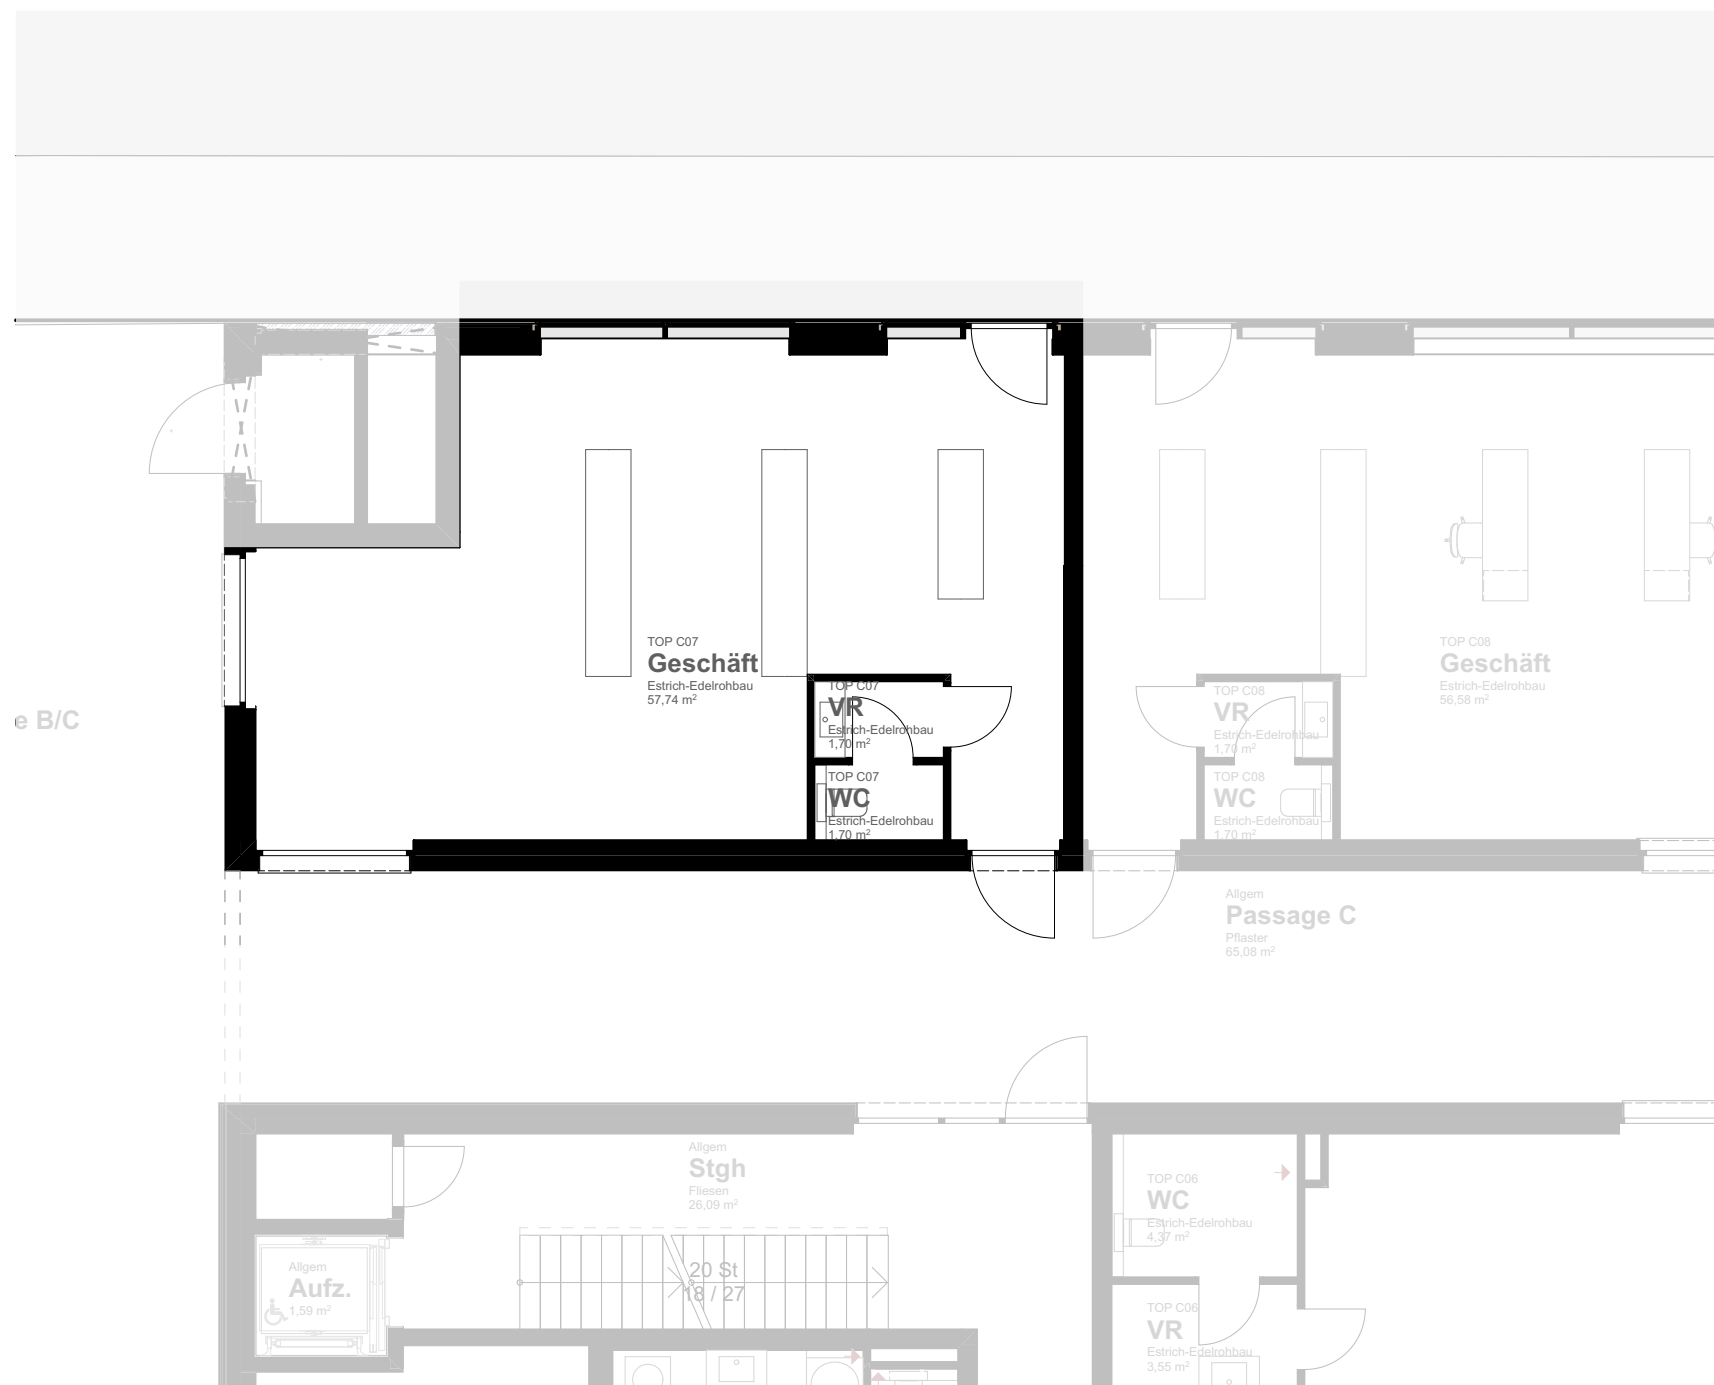 TOP C07
Geschäft
Estrich-Edelrohbau
57,74 m²
TOP C07
VR
Estrich-Edelrohbau
1,70 m²
TOP C07
WC
Estrich-Edelrohbau
1,70 m²
TOP C08
Geschäft
Estrich-Edelrohbau
56,58 m²
TOP C08
VR
Estrich-Edelrohbau
1,70 m²
TOP C08
WC
Estrich-Edelrohbau
1,70 m²
e B/C
Allgem
Passage C
Pflaster
65,08 m²
Allgem
Stgh
Fliesen
26,09 m²
Allgem
Aufz.
1,59 m²
20 St
18 / 27
TOP C06
WC
Estrich-Edelrohbau
4,37 m²
TOP C06
VR
Estrich-Edelrohbau
3,55 m²